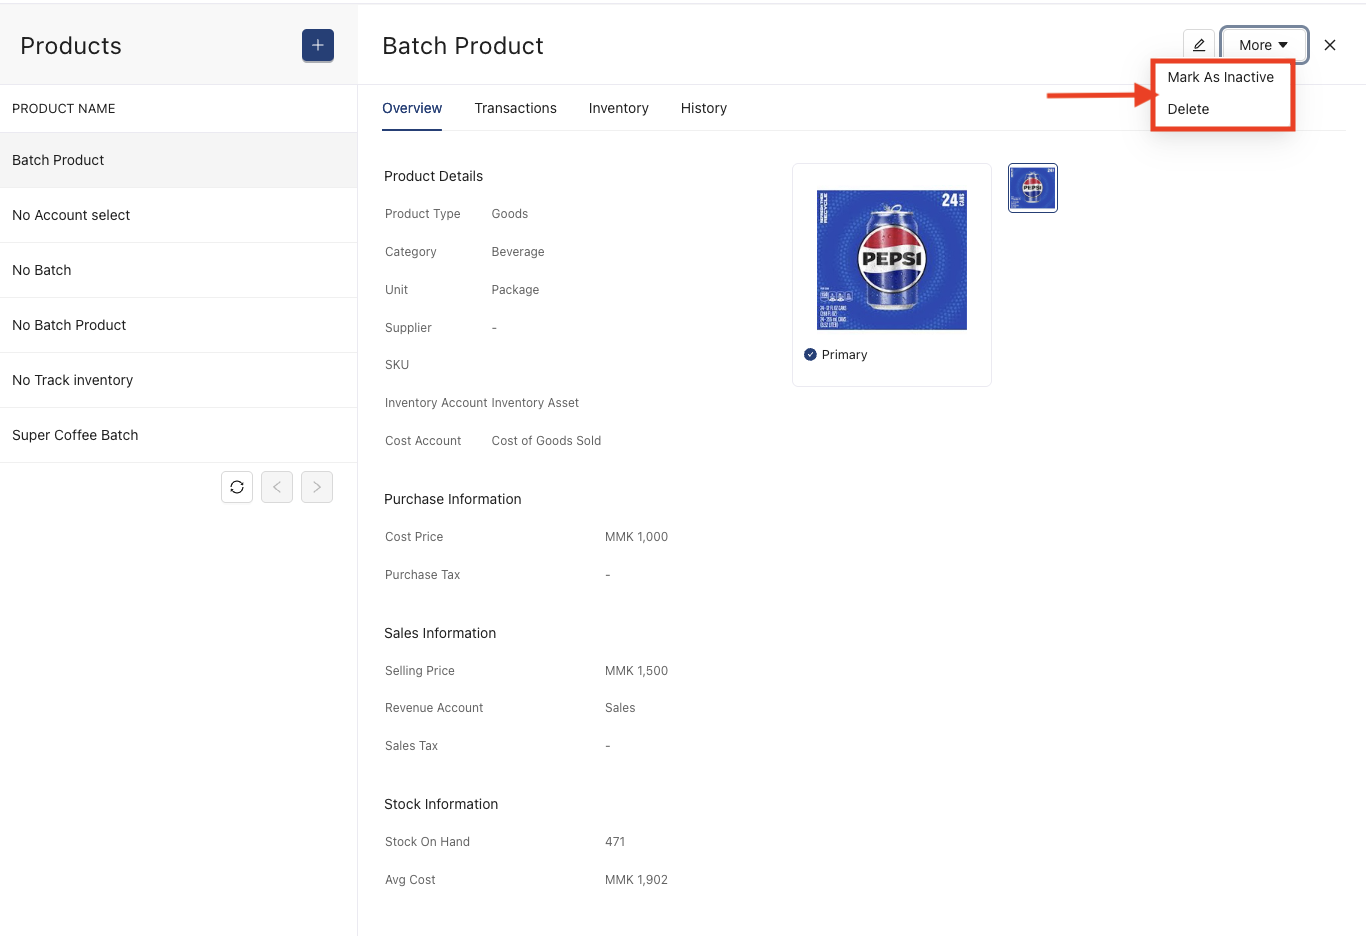 Products
Batch Product
More
Mark As Inactive
Delete
PRODUCT NAME
Batch Product
No Account select
No Batch
No Batch Product
No Track inventory
Super Coffee Batch
Overview Transactions Inventory History
Product Details
Product Type Goods
Category Beverage
Unit Package
Supplier -
SKU
Inventory Account Inventory Asset
Cost Account Cost of Goods Sold
24 CANS
PEPSI
Primary
Purchase Information
Cost Price MMK 1,000
Purchase Tax -
Sales Information
Selling Price MMK 1,500
Revenue Account Sales
Sales Tax -
Stock Information
Stock On Hand 471
Avg Cost MMK 1,902